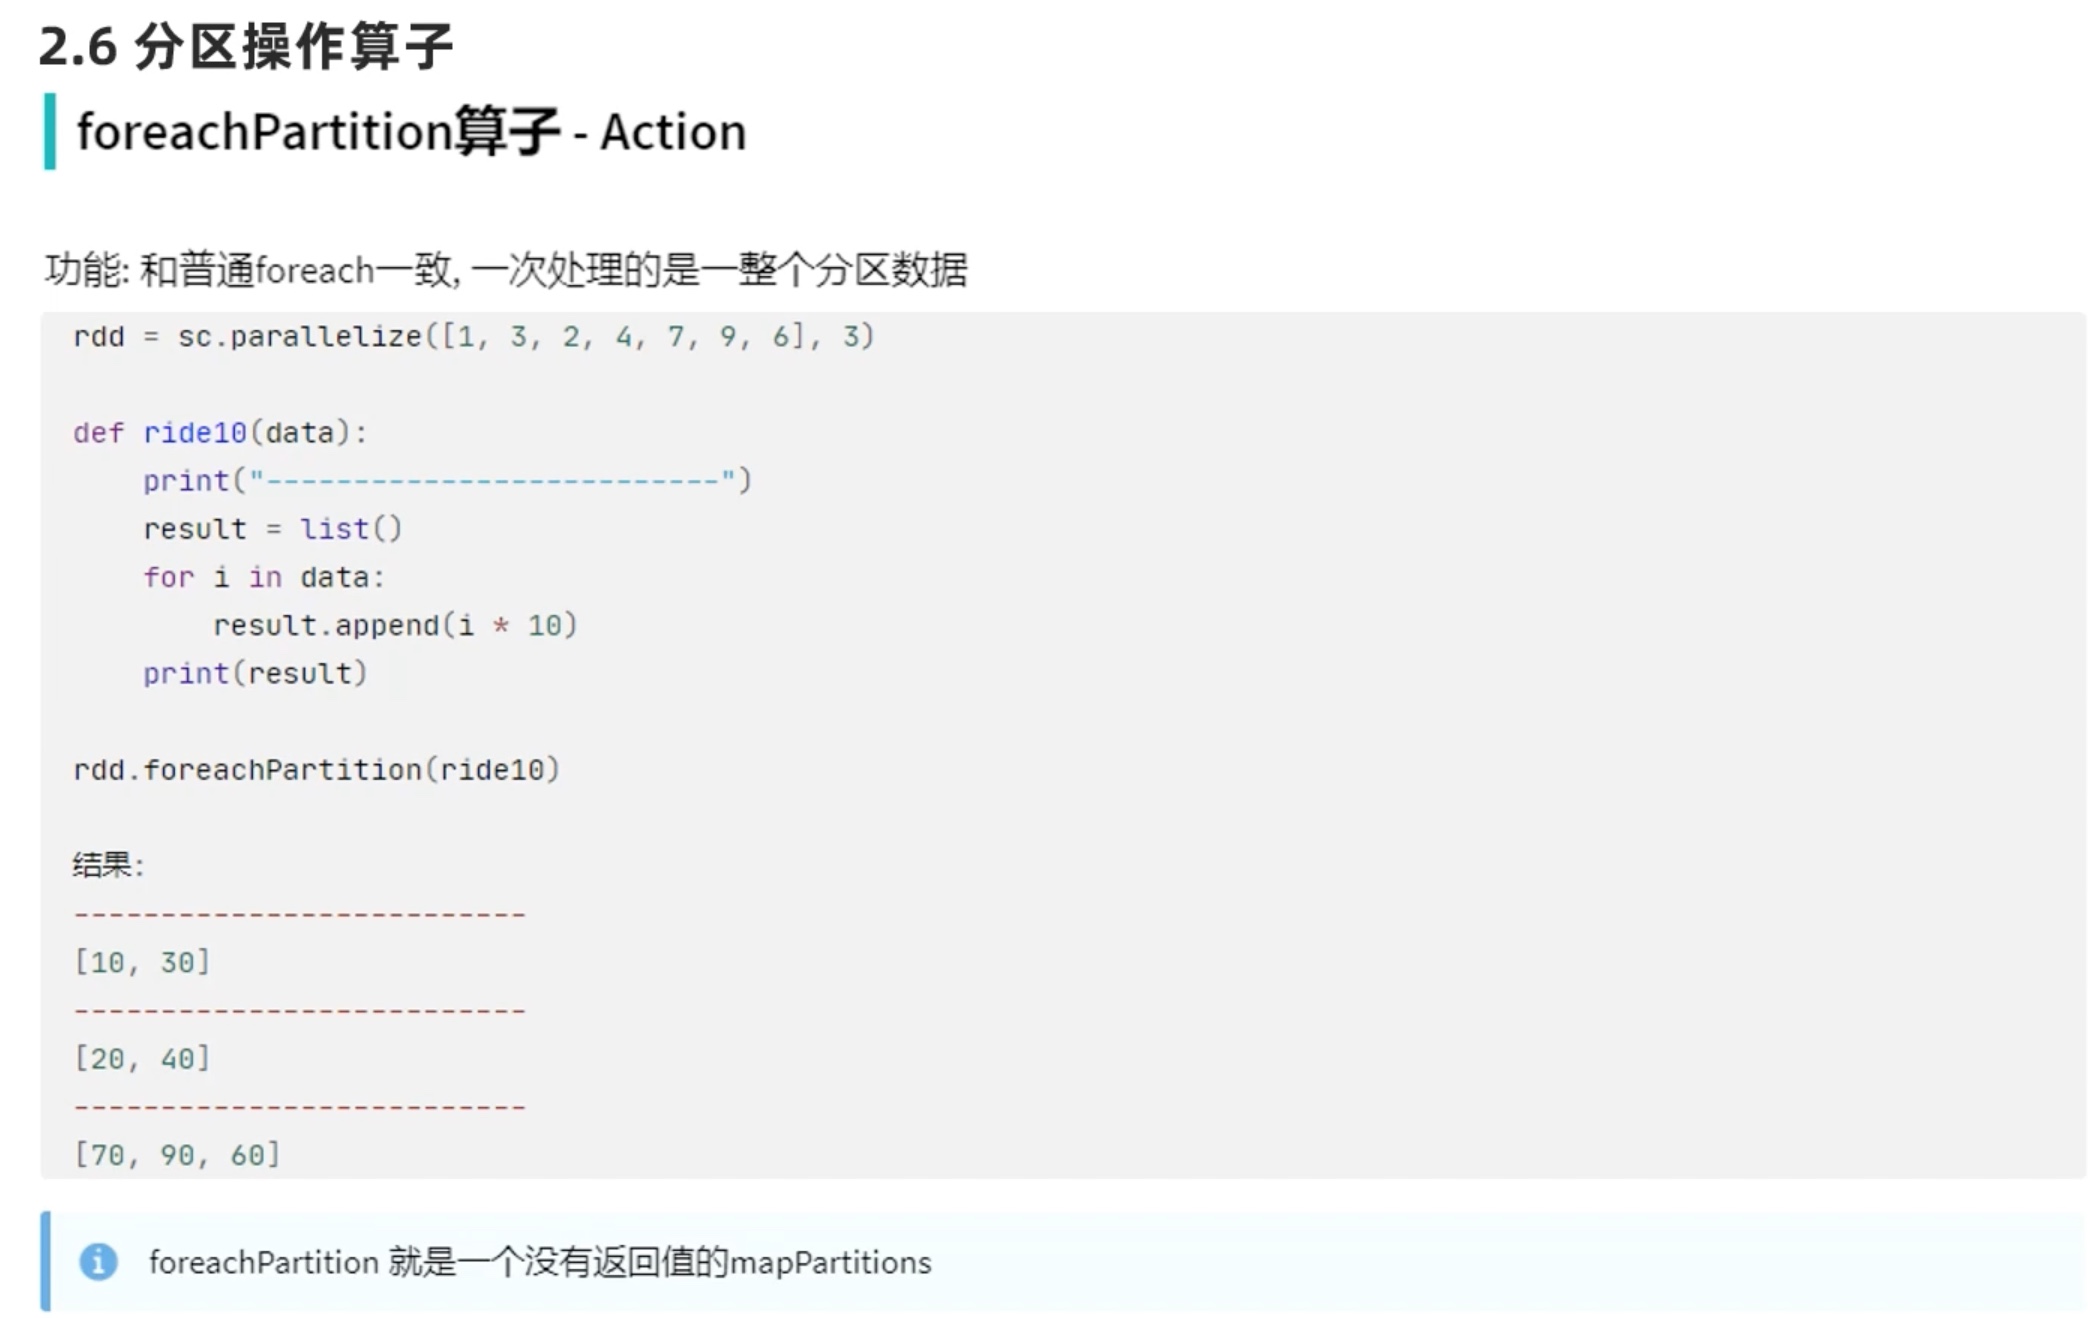 2.6 分区操作算子
foreachPartition算子 - Action
功能: 和普通foreach一致, 一次处理的是一整个分区数据
rdd = sc.parallelize([1, 3, 2, 4, 7, 9, 6], 3)
def ride10(data):
    print("--------------------------")
    result = list()
    for i in data:
        result.append(i * 10)
    print(result)
rdd.foreachPartition(ride10)
结果:
--------------------------
[10, 30]
--------------------------
[20, 40]
--------------------------
[70, 90, 60]
foreachPartition 就是一个没有返回值的mapPartitions